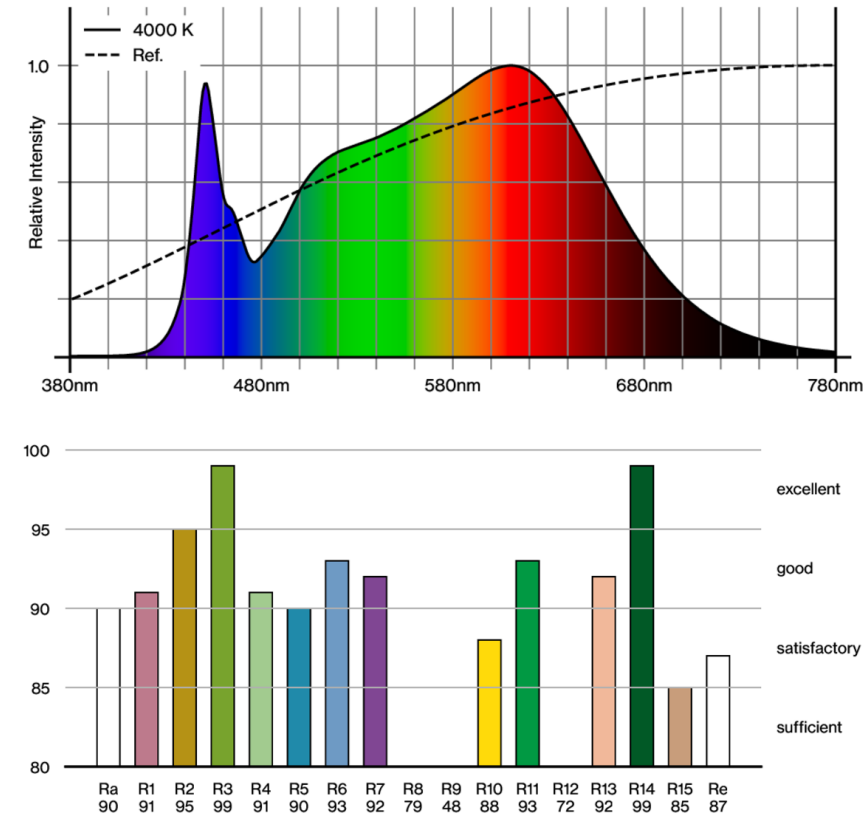 4000 K
Ref.
1.0
Relative Intensity
380nm 480nm 580nm 680nm 780nm
100
excellent
95
good
90
satisfactory
85
sufficient
80
Ra R1 R2 R3 R4 R5 R6 R7 R8 R9 R10 R11 R12 R13 R14 R15 Re
90 91 95 99 91 90 93 92 79 48 88 93 72 92 99 85 87